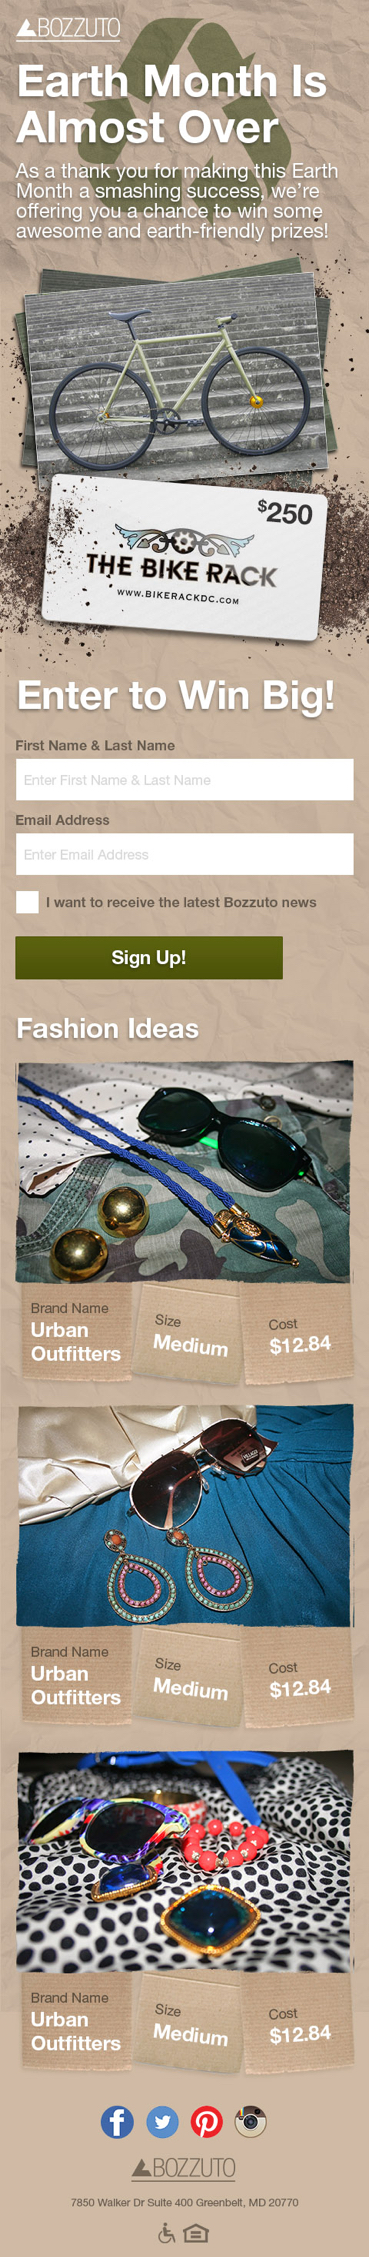 BOZZUTO
Earth Month Is
Almost Over
As a thank you for making this Earth
Month a smashing success, we're
offering you a chance to win some
awesome and earth-friendly prizes!
$250
THE BIKE RACK
WWW.BIKERACKDC.COM
Enter to Win Big!
First Name & Last Name
Enter First Name & Last Name
Email Address
Enter Email Address
I want to receive the latest Bozzuto news
Sign Up!
Fashion Ideas
Brand Name
Urban
Outfitters
Size
Medium
Cost
$12.84
Brand Name
Urban
Outfitters
Size
Medium
Cost
$12.84
Brand Name
Urban
Outfitters
Size
Medium
Cost
$12.84
BOZZUTO
7850 Walker Dr Suite 400 Greenbelt, MD 20770